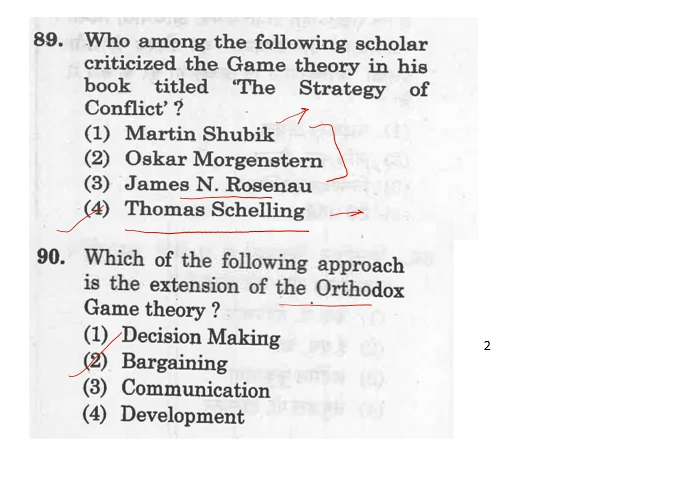 89. Who among the following scholar
criticized the Game theory in his
book titled 'The Strategy of
Conflict' ?
(1) Martin Shubik
(2) Oskar Morgenstern
(3) James N. Rosenau
(4) Thomas Schelling
90. Which of the following approach
is the extension of the Orthodox
Game theory ?
(1) Decision Making
(2) Bargaining
(3) Communication
(4) Development
2